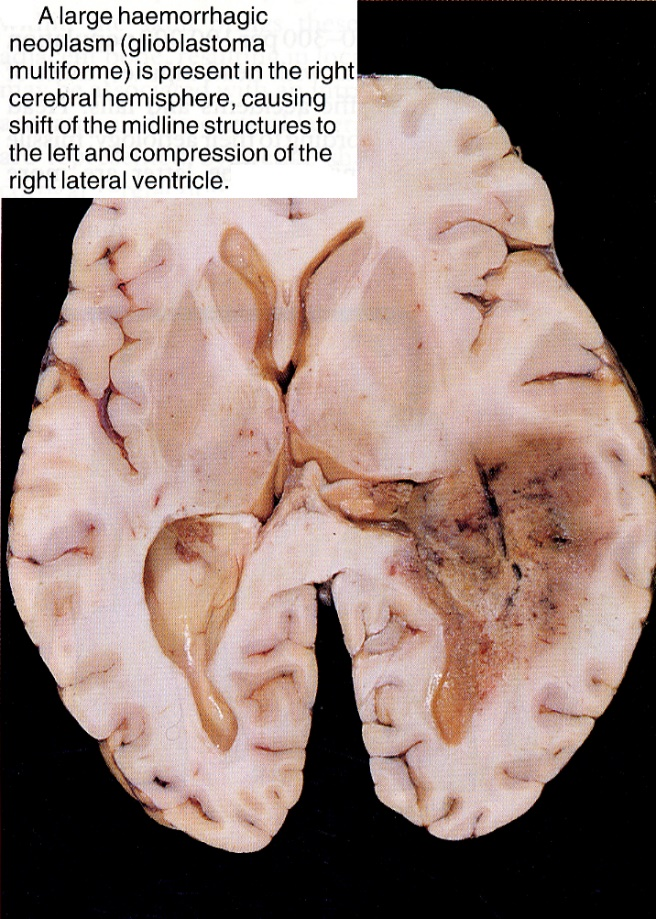 A large haemorrhagic
neoplasm (glioblastoma
multiforme) is present in the right
cerebral hemisphere, causing
shift of the midline structures to
the left and compression of the
right lateral ventricle.